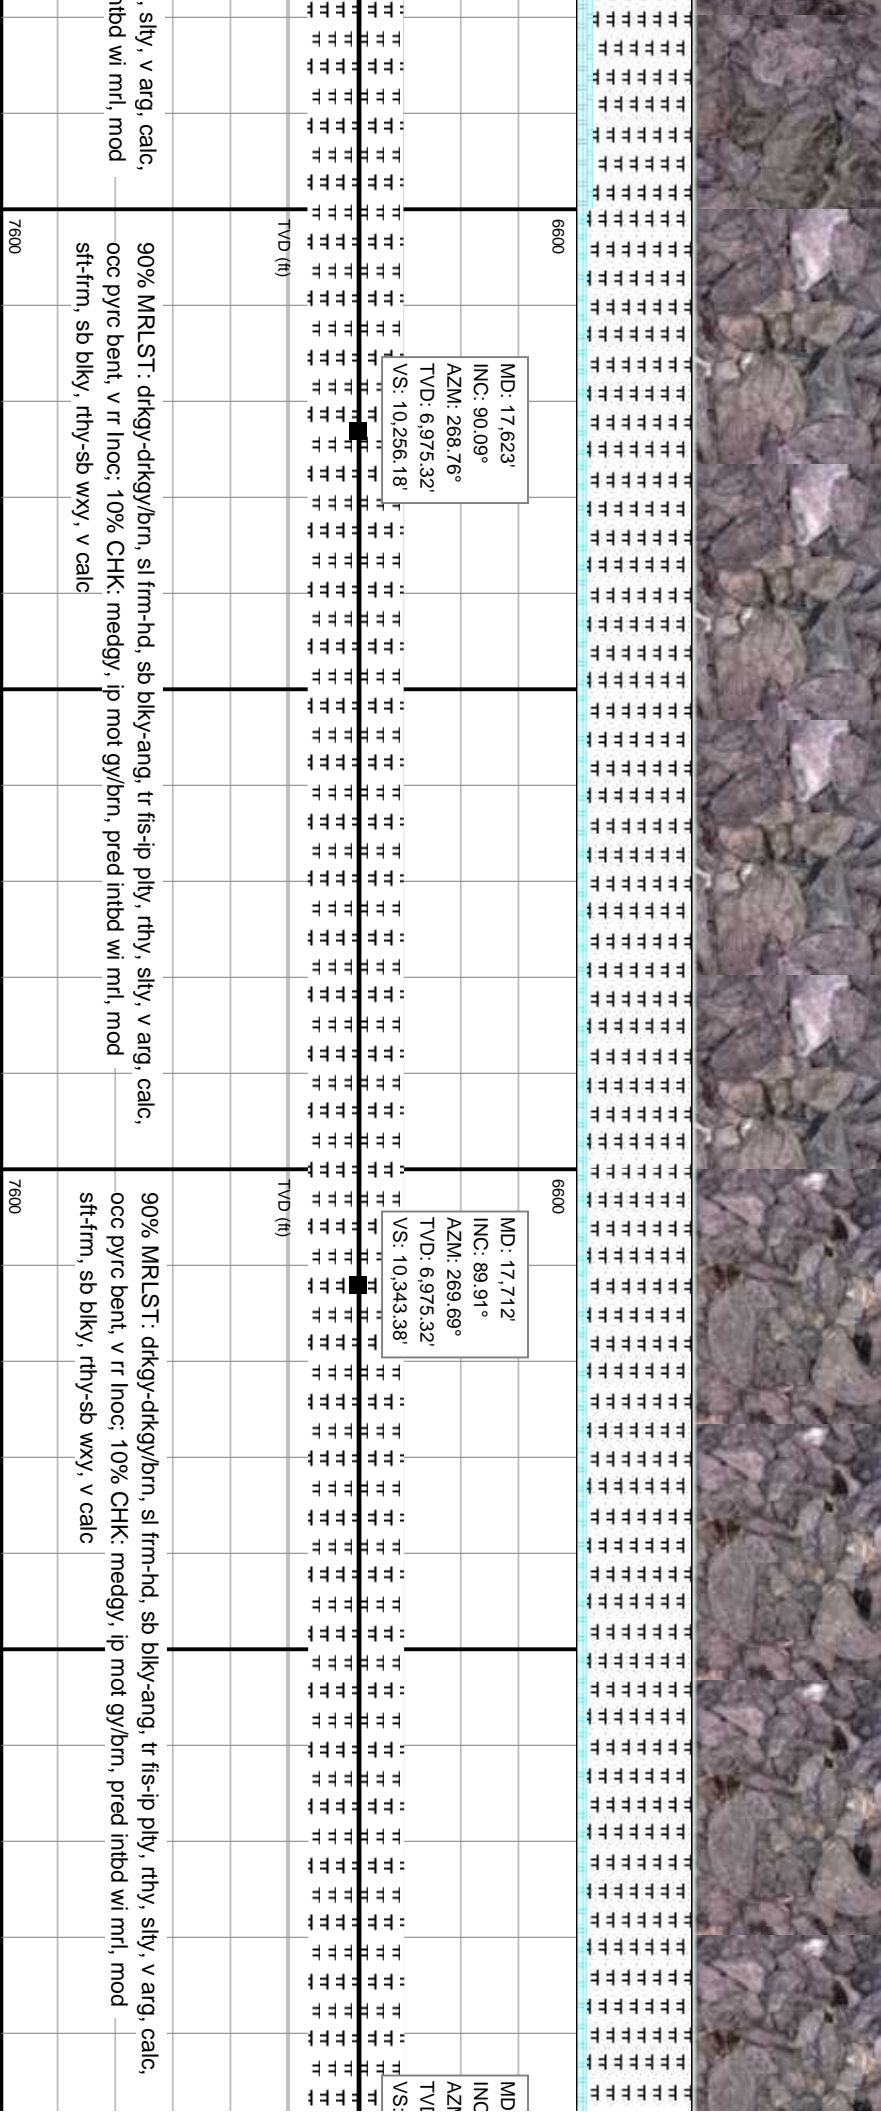 , slty, v arg, calc,
ntbd wi mrl, mod
6600
TVD (ft)
7600
MD: 17,623'
INC: 90.09°
AZM: 268.76°
TVD: 6,975.32'
VS: 10,256.18'
90% MRLST: drkgy-drkgy/brn, sl frm-hd, sb blky-ang, tr fis-ip plty, rthy, slty, v arg, calc,
occ pyrc bent, v rr Inoc; 10% CHK: medgy, ip mot gy/brn, pred intbd wi mrl, mod
sft-frm, sb blky, rthy-sb wxy, v calc
6600
TVD (ft)
7600
MD: 17,712'
INC: 89.91°
AZM: 269.69°
TVD: 6,975.32'
VS: 10,343.38'
90% MRLST: drkgy-drkgy/brn, sl frm-hd, sb blky-ang, tr fis-ip plty, rthy, slty, v arg, calc,
occ pyrc bent, v rr Inoc; 10% CHK: medgy, ip mot gy/brn, pred intbd wi mrl, mod
sft-frm, sb blky, rthy-sb wxy, v calc
MD
INC
AZM
TVD
VS: